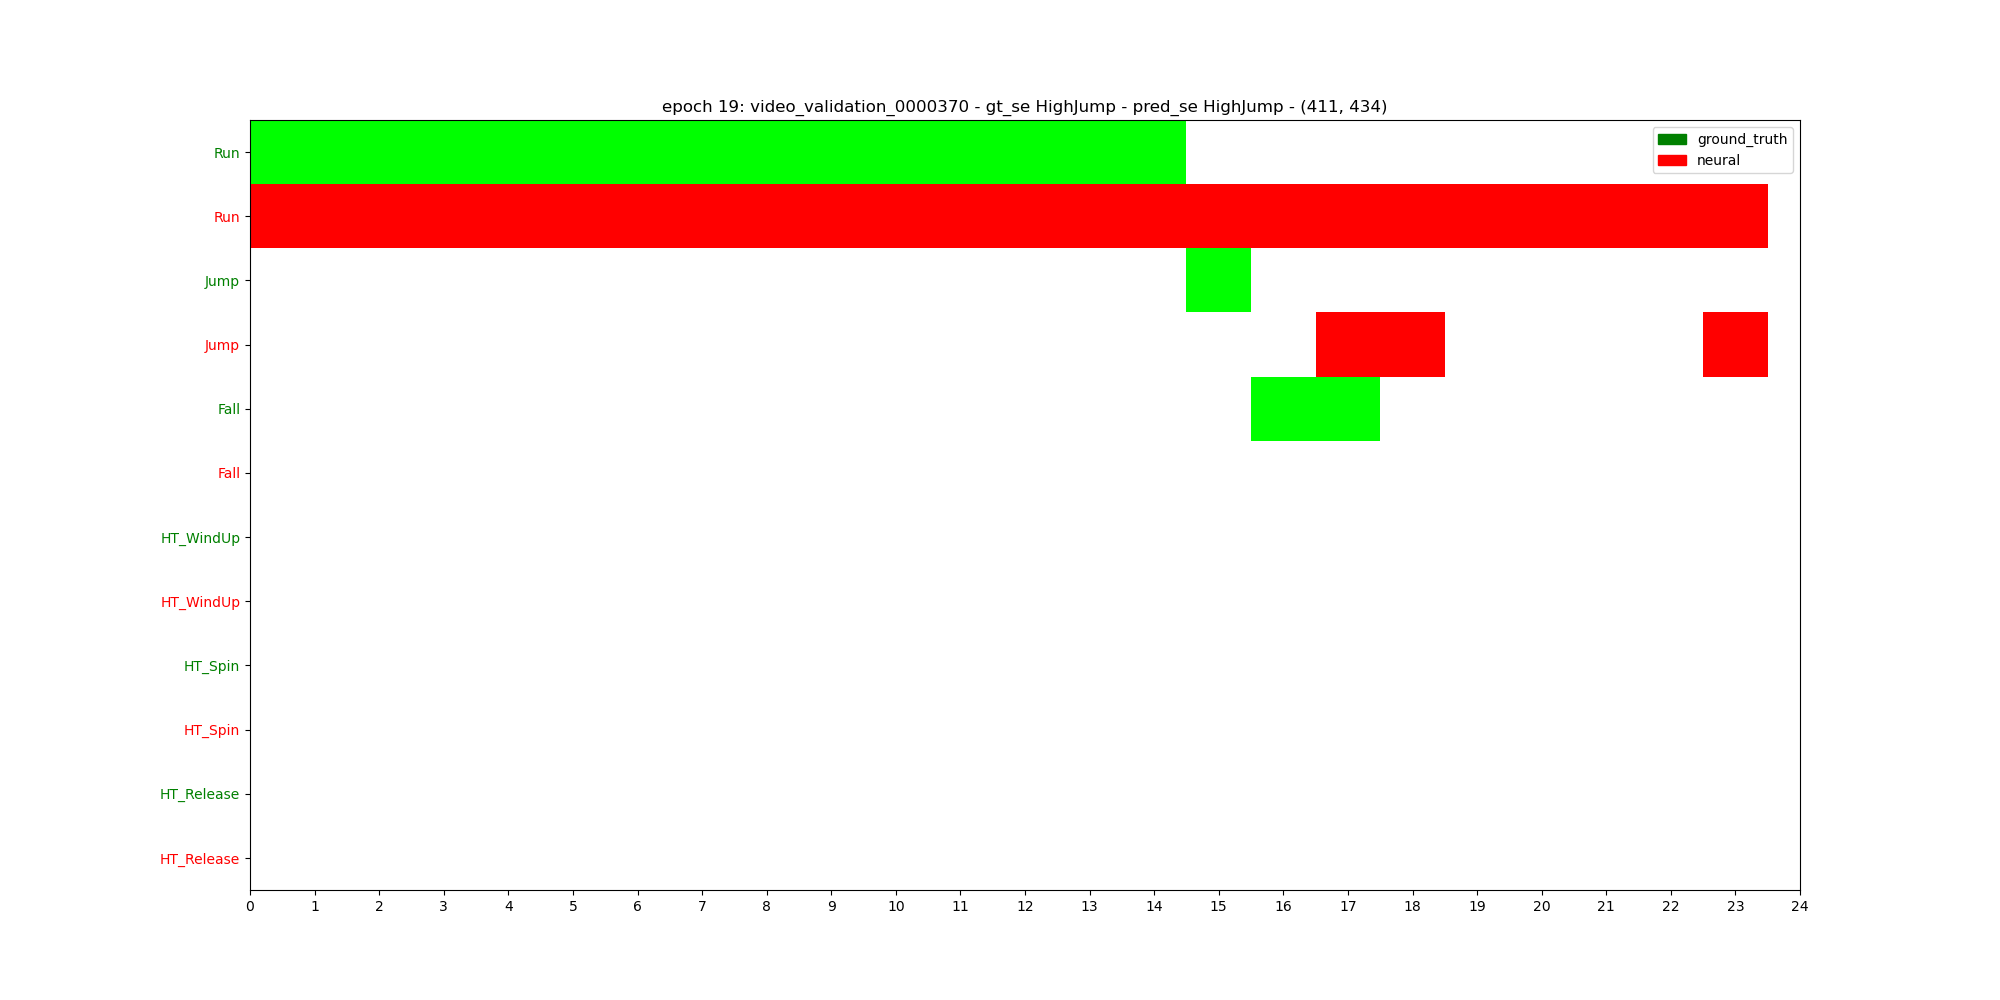 epoch 19: video_validation_0000370 - gt_se HighJump - pred_se HighJump - (411, 434)
ground_truth
neural
Run
Run
Jump
Jump
Fall
Fall
HT_WindUp
HT_WindUp
HT_Spin
HT_Spin
HT_Release
HT_Release
0 1 2 3 4 5 6 7 8 9 10 11 12 13 14 15 16 17 18 19 20 21 22 23 24